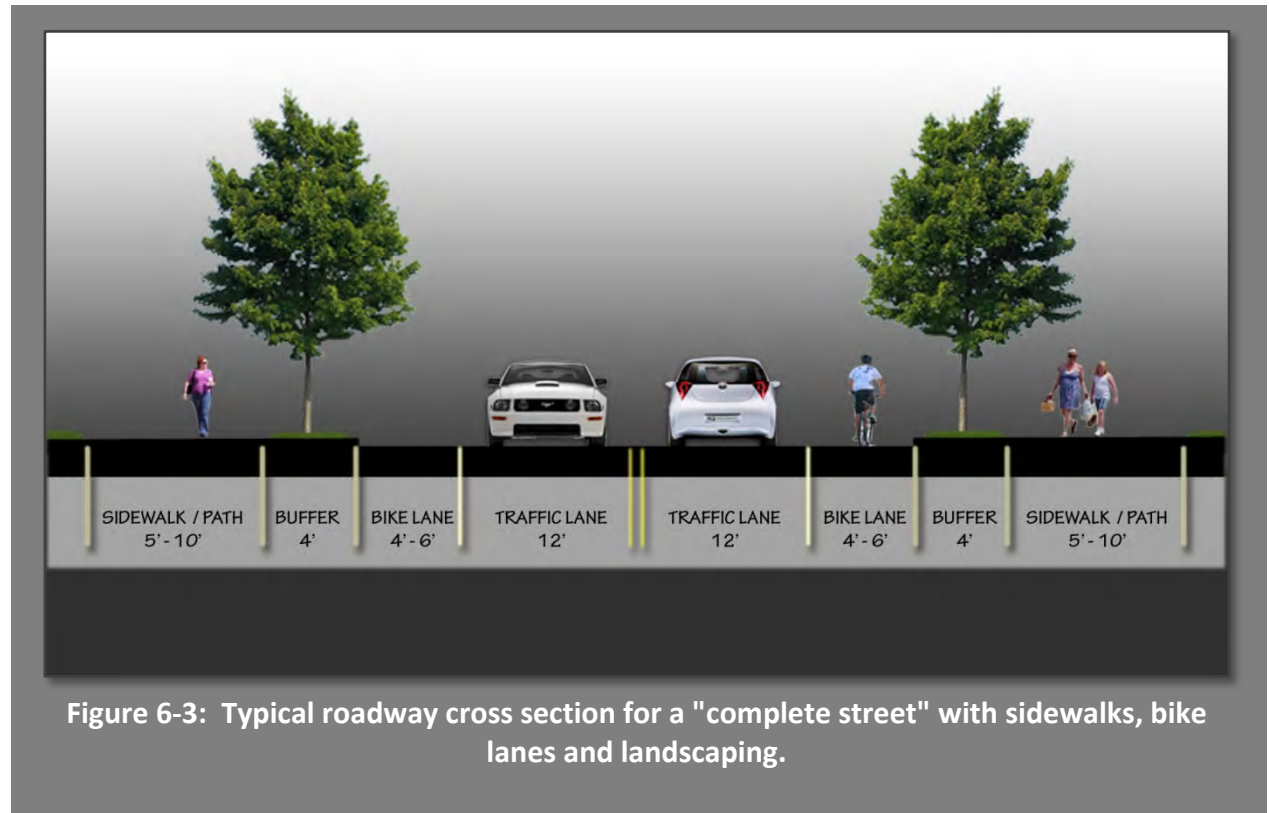 SIDEWALK / PATH
5' - 10'
BUFFER
4'
BIKE LANE
4' - 6'
TRAFFIC LANE
12'
TRAFFIC LANE
12'
BIKE LANE
4' - 6'
BUFFER
4'
SIDEWALK / PATH
5' - 10'
Figure 6-3: Typical roadway cross section for a "complete street" with sidewalks, bike
lanes and landscaping.